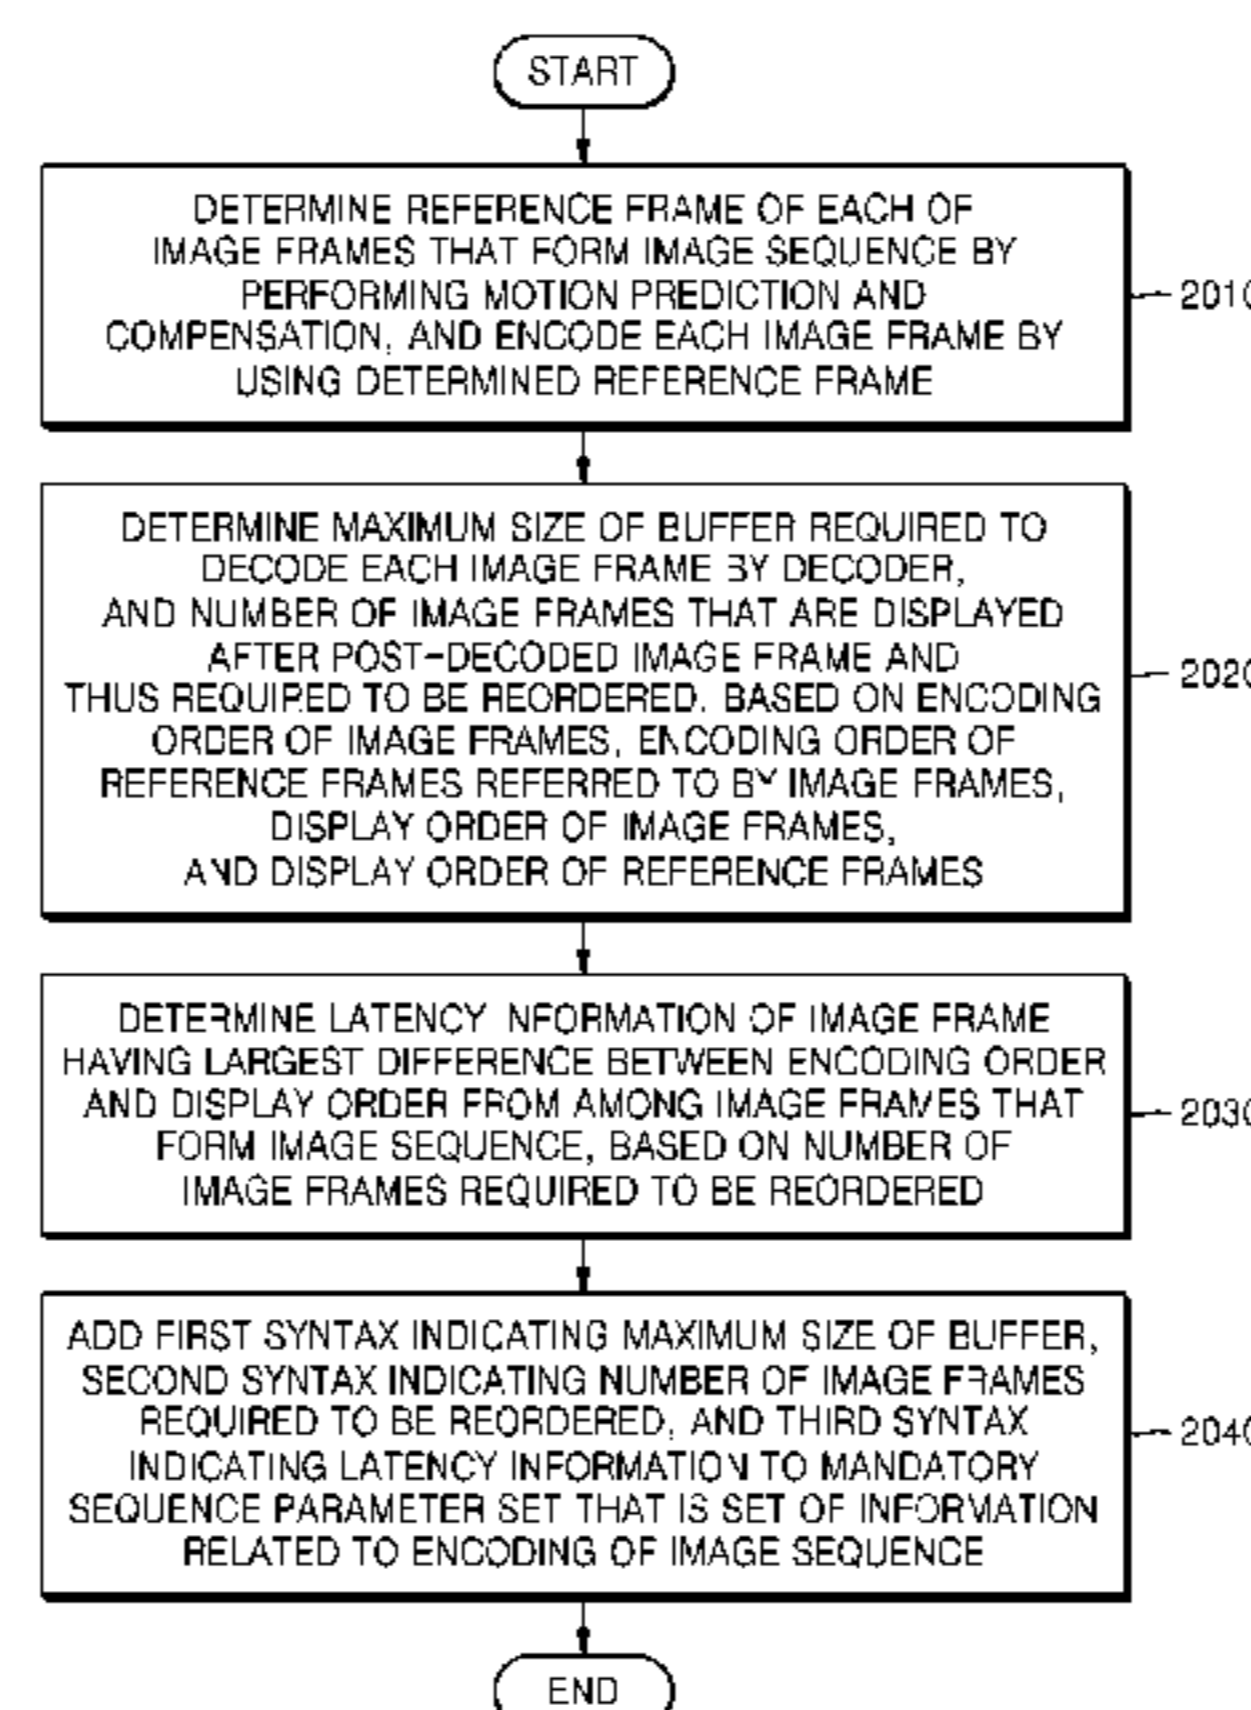 START
DETERMINE REFERENCE FRAME OF EACH OF
IMAGE FRAMES THAT FORM IMAGE SEQUENCE BY
PERFORMING MOTION PREDICTION AND
COMPENSATION, AND ENCODE EACH IMAGE FRAME BY
USING DETERMINED REFERENCE FRAME
2010
DETERMINE MAXIMUM SIZE OF BUFFER REQUIRED TO
DECODE EACH IMAGE FRAME BY DECODER,
AND NUMBER OF IMAGE FRAMES THAT ARE DISPLAYED
AFTER POST-DECODED IMAGE FRAME AND
THUS REQUIRED TO BE REORDERED, BASED ON ENCODING
ORDER OF IMAGE FRAMES, ENCODING ORDER OF
REFERENCE FRAMES REFERRED TO BY IMAGE FRAMES,
DISPLAY ORDER OF IMAGE FRAMES,
AND DISPLAY ORDER OF REFERENCE FRAMES
2020
DETERMINE LATENCY INFORMATION OF IMAGE FRAME
HAVING LARGEST DIFFERENCE BETWEEN ENCODING ORDER
AND DISPLAY ORDER FROM AMONG IMAGE FRAMES THAT
FORM IMAGE SEQUENCE, BASED ON NUMBER OF
IMAGE FRAMES REQUIRED TO BE REORDERED
2030
ADD FIRST SYNTAX INDICATING MAXIMUM SIZE OF BUFFER,
SECOND SYNTAX INDICATING NUMBER OF IMAGE FRAMES
REQUIRED TO BE REORDERED, AND THIRD SYNTAX
INDICATING LATENCY INFORMATION TO MANDATORY
SEQUENCE PARAMETER SET THAT IS SET OF INFORMATION
RELATED TO ENCODING OF IMAGE SEQUENCE
2040
END